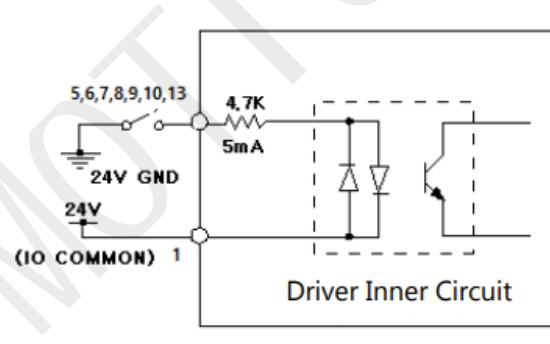 5,6,7,8,9,10,13
4.7K
5mA
24V GND
24V
(IO COMMON) 1
Driver Inner Circuit